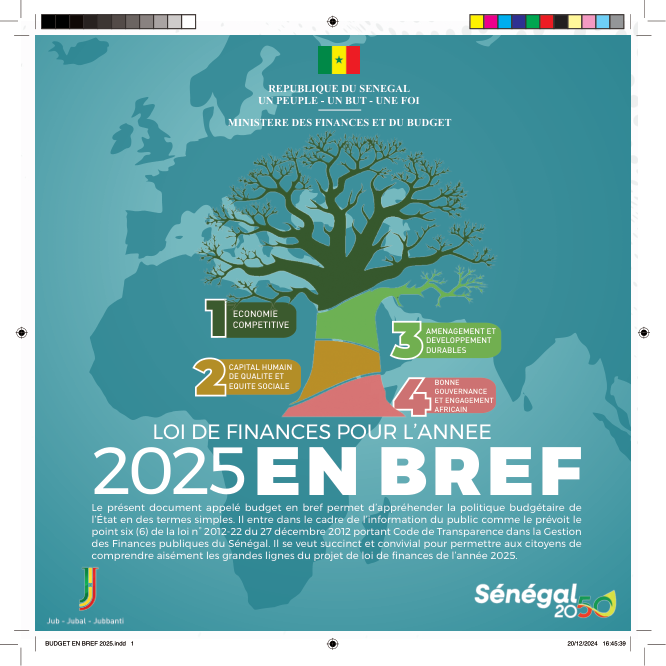 REPUBLIQUE DU SENEGAL
UN PEUPLE - UN BUT - UNE FOI
MINISTERE DES FINANCES ET DU BUDGET
1 ECONOMIE
COMPETITIVE
3 AMENAGEMENT ET
DEVELOPPEMENT
DURABLES
2 CAPITAL HUMAIN
DE QUALITE ET
EQUITE SOCIALE
4 BONNE
GOUVERNANCE
ET ENGAGEMENT
AFRICAIN
LOI DE FINANCES POUR L'ANNEE
2025 EN BREF
Le présent document appelé budget en bref permet d'appréhender la politique budgétaire de
l'État en des termes simples. Il entre dans le cadre de l'information du public comme le prévoit le
point six (6) de la loi n° 2012-22 du 27 décembre 2012 portant Code de Transparence dans la Gestion
des Finances publiques du Sénégal. Il se veut succinct et convivial pour permettre aux citoyens de
comprendre aisément les grandes lignes du projet de loi de finances de l'année 2025.
Jub - Jubal - Jubbanti
Sénégal
2050
BUDGET EN BREF 2025.indd 1
20/12/2024 16:45:39